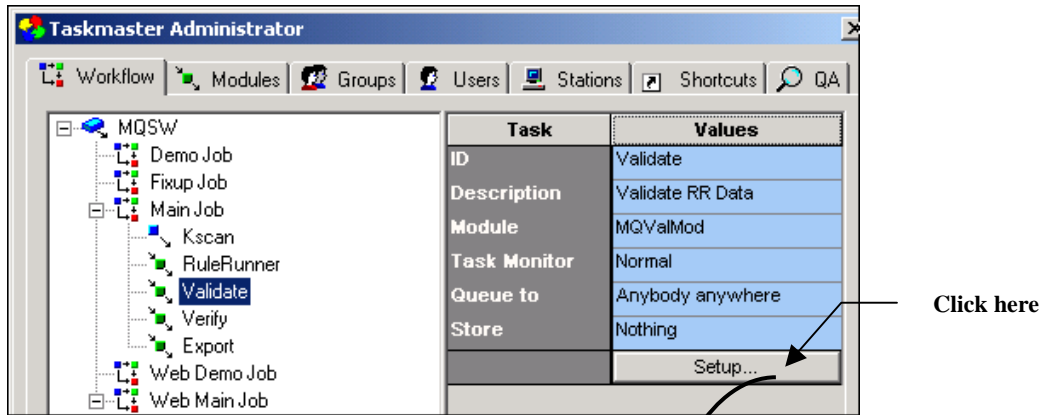 Taskmaster Administrator
Workflow Modules Groups Users Stations Shortcuts QA
MQSW
Demo Job
Fixup Job
Main Job
Kscan
RuleRunner
Validate
Verify
Export
Web Demo Job
Web Main Job
Task Values
ID Validate
Description Validate RR Data
Module MQValMod
Task Monitor Normal
Queue to Anybody anywhere
Store Nothing
Setup...
Click here